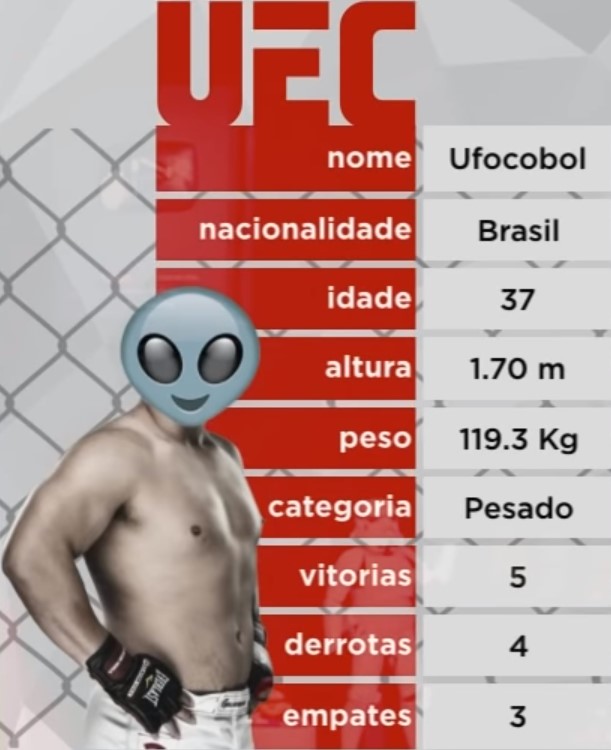 UFC
nome Ufocobol
nacionalidade Brasil
idade 37
altura 1.70 m
peso 119.3 Kg
categoria Pesado
vitorias 5
derrotas 4
empates 3